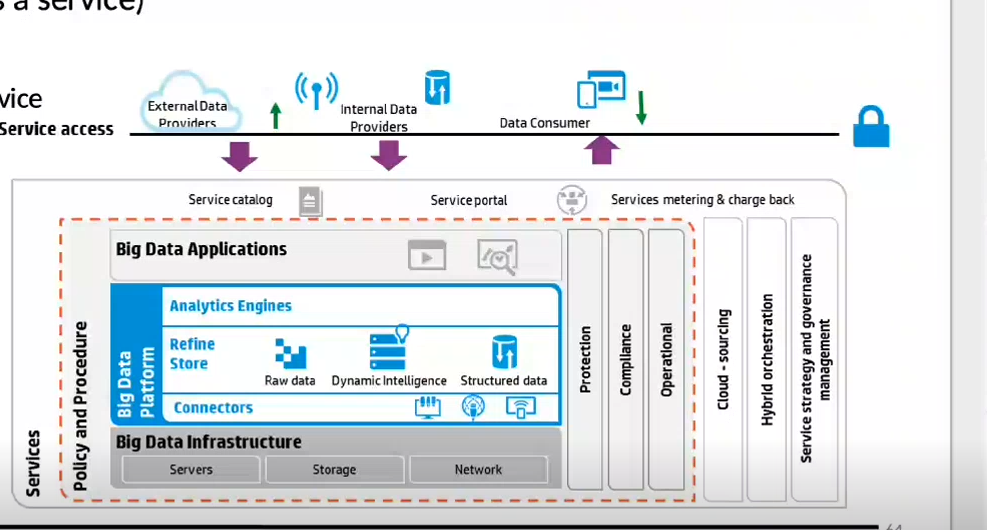 s a service)
vice
External Data
Providers
Internal Data
Providers
Data Consumer
Service access
Service catalog
Service portal
Services metering & charge back
Services
Policy and Procedure
Big Data Applications
Big Data
Platform
Analytics Engines
Refine
Store
Raw data
Dynamic Intelligence
Structured data
Connectors
Big Data Infrastructure
Servers
Storage
Network
Protection
Compliance
Operational
Cloud - sourcing
Hybrid orchestration
Service strategy and governance
management